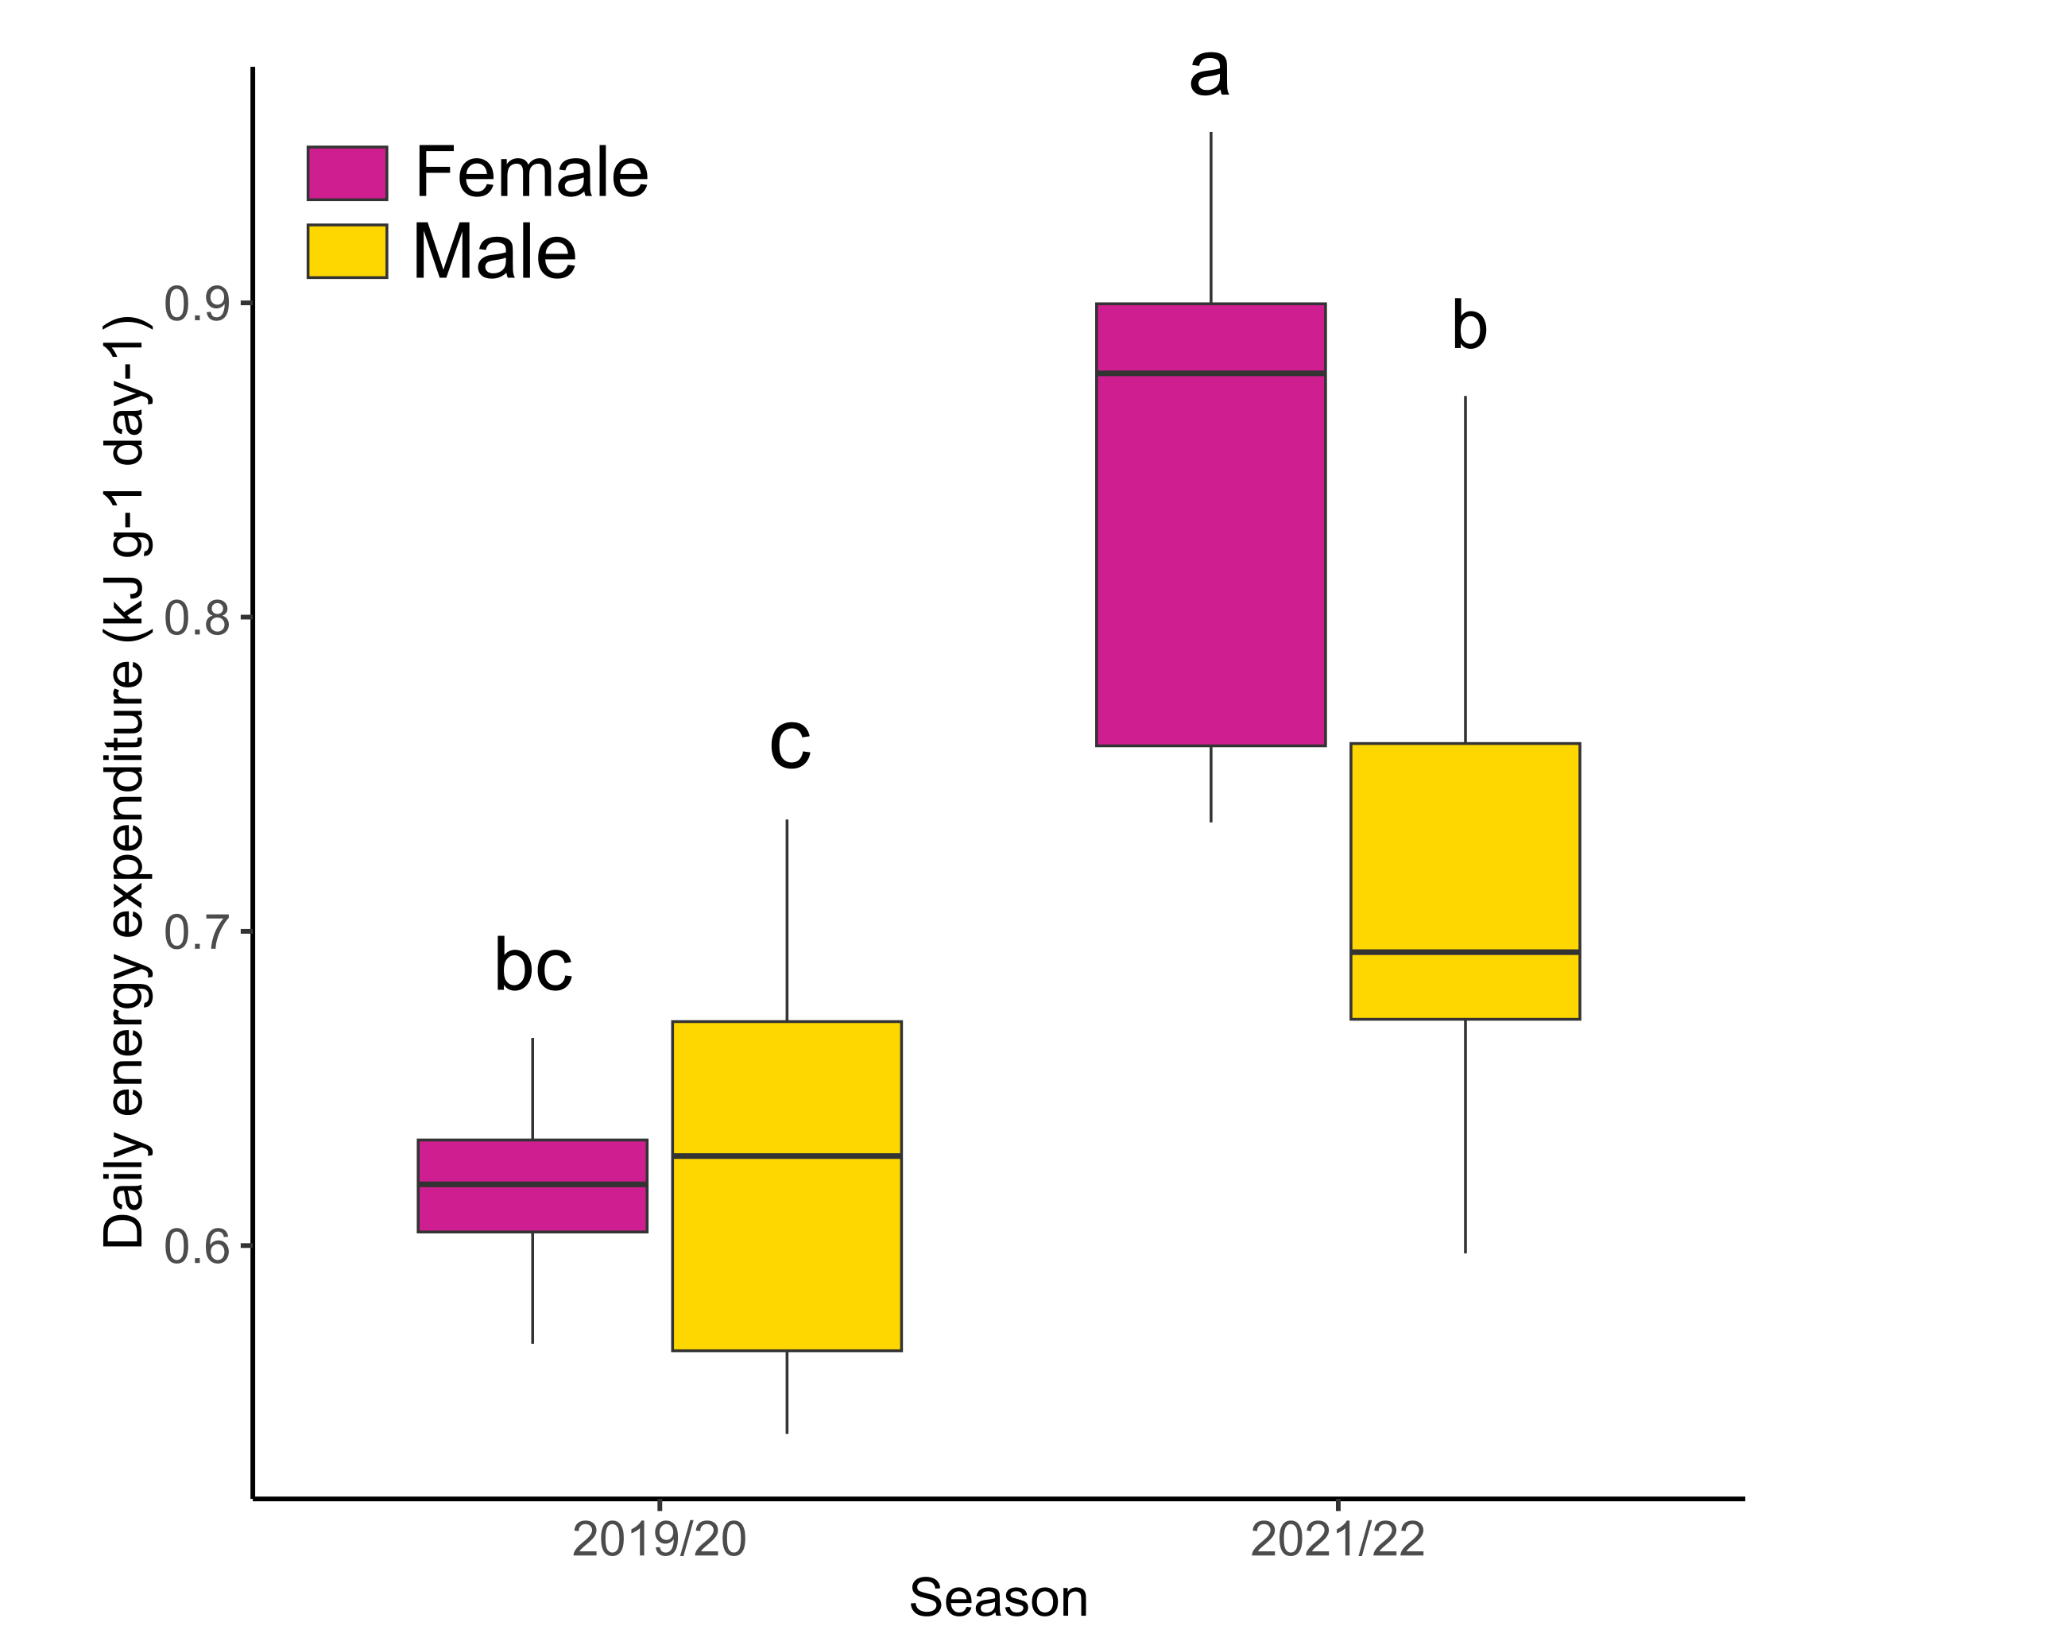 a
Female
Male
b
0.9
0.8
0.7
0.6
Daily energy expenditure (kJ g-1 day-1)
c
bc
2019/20
2021/22
Season